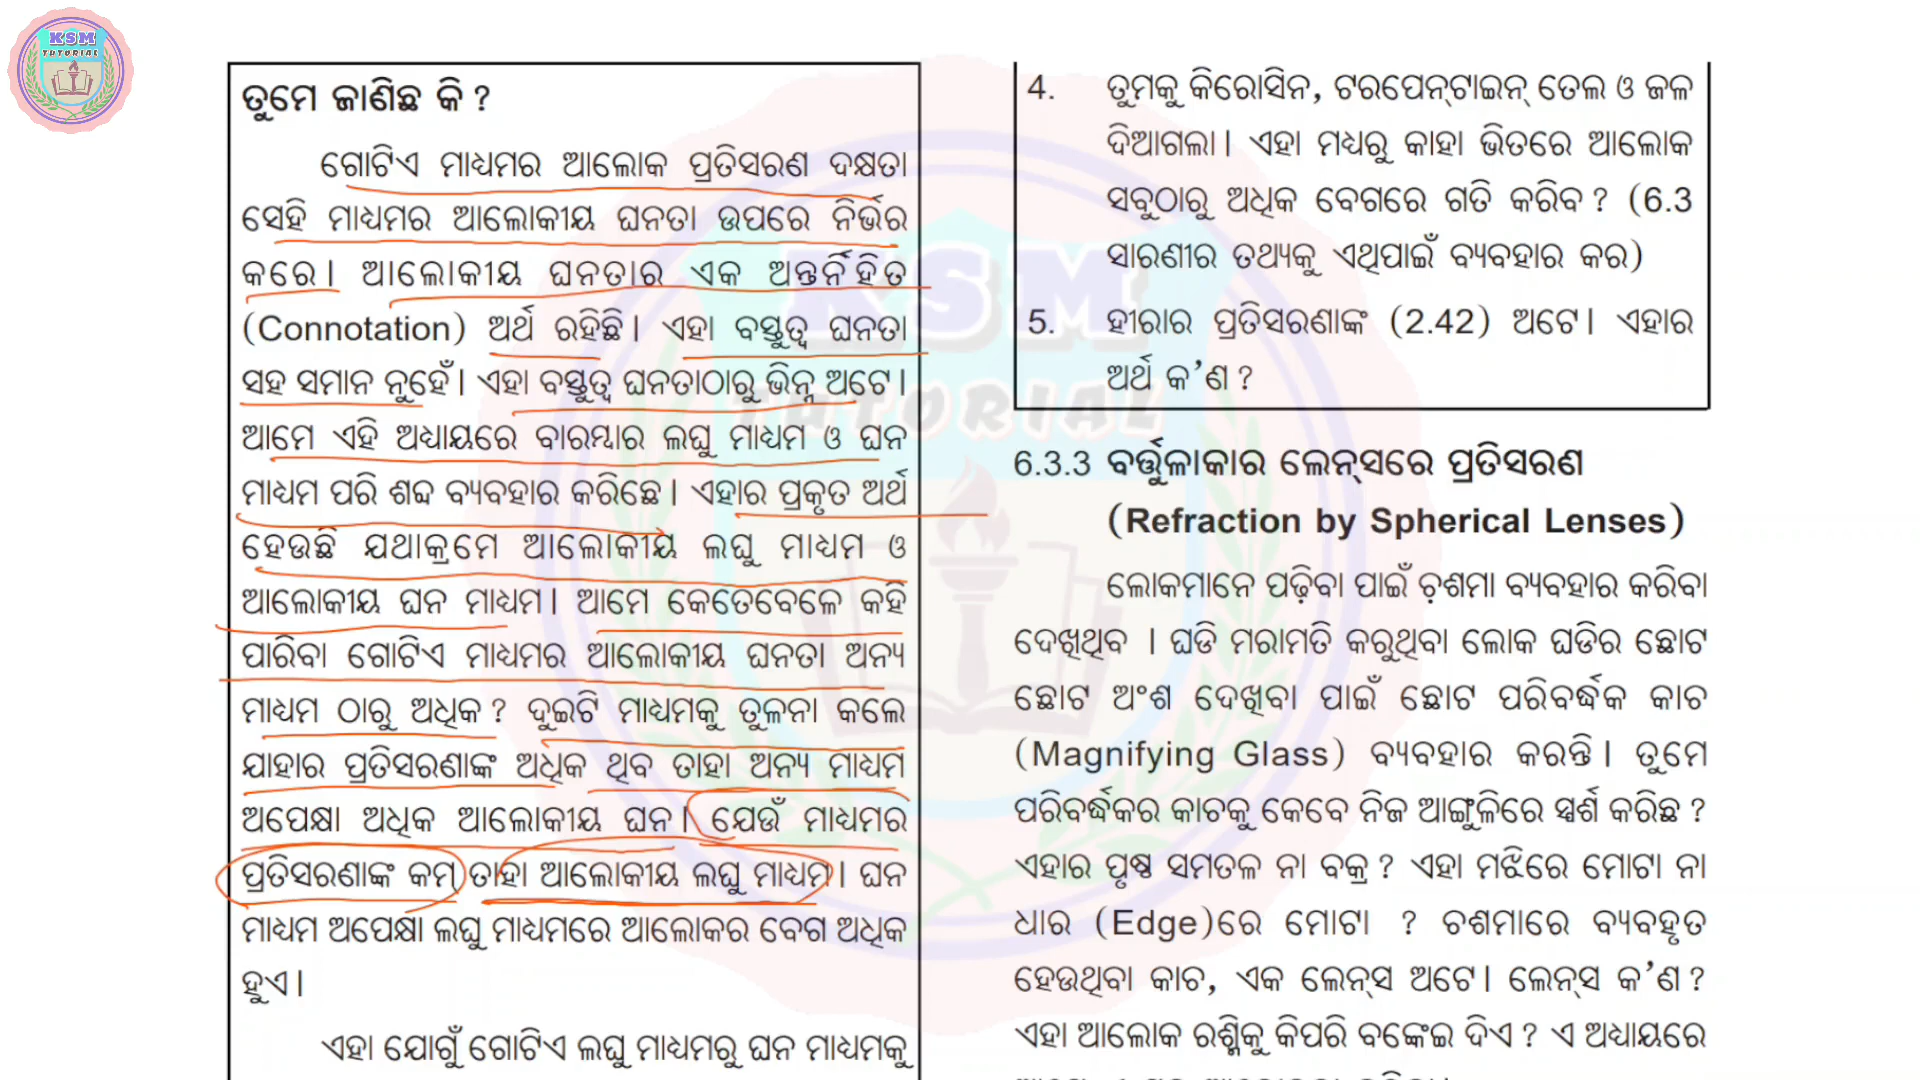 KSM
TUTORIAL
ତୁମେ ଜାଣିଛ କି ?
ଗୋଟିଏ ମାଧ୍ୟମର ଆଲୋକ ପ୍ରତିସରଣ ଦକ୍ଷତା
ସେହି ମାଧ୍ୟମର ଆଲୋକୀୟ ଘନତା ଉପରେ ନିର୍ଭର
କରେ। ଆଲୋକୀୟ ଘନତାର ଏକ ଅନ୍ତର୍ନିହିତ
(Connotation) ଅର୍ଥ ରହିଛି। ଏହା ବସ୍ତୁତ୍ୱ ଘନତା
ସହ ସମାନ ନୁହେଁ। ଏହା ବସ୍ତୁତ୍ୱ ଘନତାଠାରୁ ଭିନ୍ନ ଅଟେ।
ଆମେ ଏହି ଅଧ୍ୟାୟରେ ବାରମ୍ବାର ଲଘୁ ମାଧ୍ୟମ ଓ ଘନ
ମାଧ୍ୟମ ପରି ଶବ୍ଦ ବ୍ୟବହାର କରିଛେ। ଏହାର ପ୍ରକୃତ ଅର୍ଥ
ହେଉଛି ଯଥାକ୍ରମେ ଆଲୋକୀୟ ଲଘୁ ମାଧ୍ୟମ ଓ
ଆଲୋକୀୟ ଘନ ମାଧ୍ୟମ। ଆମେ କେତେବେଳେ କହି
ପାରିବା ଗୋଟିଏ ମାଧ୍ୟମର ଆଲୋକୀୟ ଘନତା ଅନ୍ୟ
ମାଧ୍ୟମ ଠାରୁ ଅଧିକ ? ଦୁଇଟି ମାଧ୍ୟମକୁ ତୁଳନା କଲେ
ଯାହାର ପ୍ରତିସରଣାଙ୍କ ଅଧିକ ଥିବ ତାହା ଅନ୍ୟ ମାଧ୍ୟମ
ଅପେକ୍ଷା ଅଧିକ ଆଲୋକୀୟ ଘନ। ଯେଉଁ ମାଧ୍ୟମର
ପ୍ରତିସରଣାଙ୍କ କମ୍ ତାହା ଆଲୋକୀୟ ଲଘୁ ମାଧ୍ୟମ। ଘନ
ମାଧ୍ୟମ ଅପେକ୍ଷା ଲଘୁ ମାଧ୍ୟମରେ ଆଲୋକର ବେଗ ଅଧିକ
ହୁଏ।
ଏହା ଯୋଗୁଁ ଗୋଟିଏ ଲଘୁ ମାଧ୍ୟମରୁ ଘନ ମାଧ୍ୟମକୁ
4. ତୁମକୁ କିରୋସିନ, ଟରପେନ୍‌ଟାଇନ୍ ତେଲ ଓ ଜଳ
ଦିଆଗଲା। ଏହା ମଧ୍ୟରୁ କାହା ଭିତରେ ଆଲୋକ
ସବୁଠାରୁ ଅଧିକ ବେଗରେ ଗତି କରିବ ? (6.3
ସାରଣୀର ତଥ୍ୟକୁ ଏଥିପାଇଁ ବ୍ୟବହାର କର)
5. ହୀରାର ପ୍ରତିସରଣାଙ୍କ (2.42) ଅଟେ। ଏହାର
ଅର୍ଥ କ’ଣ ?
6.3.3 ବର୍ତ୍ତୁଳାକାର ଲେନ୍‌ସରେ ପ୍ରତିସରଣ
(Refraction by Spherical Lenses)
ଲୋକମାନେ ପଢ଼ିବା ପାଇଁ ଚ଼ଶମା ବ୍ୟବହାର କରିବା
ଦେଖିଥିବ । ଘଡି ମରାମତି କରୁଥିବା ଲୋକ ଘଡିର ଛୋଟ
ଛୋଟ ଅଂଶ ଦେଖିବା ପାଇଁ ଛୋଟ ପରିବର୍ଦ୍ଧକ କାଚ
(Magnifying Glass) ବ୍ୟବହାର କରନ୍ତି। ତୁମେ
ପରିବର୍ଦ୍ଧକର କାଚକୁ କେବେ ନିଜ ଆଙ୍ଗୁଳିରେ ସ୍ପର୍ଶ କରିଛ ?
ଏହାର ପୃଷ୍ଠ ସମତଳ ନା ବକ୍ର ? ଏହା ମଝିରେ ମୋଟା ନା
ଧାର (Edge)ରେ ମୋଟା ? ଚଶମାରେ ବ୍ୟବହୃତ
ହେଉଥିବା କାଚ, ଏକ ଲେନ୍‌ସ ଅଟେ। ଲେନ୍‌ସ କ’ଣ ?
ଏହା ଆଲୋକ ରଶ୍ମିକୁ କିପରି ବଙ୍କେଇ ଦିଏ ? ଏ ଅଧ୍ୟାୟରେ